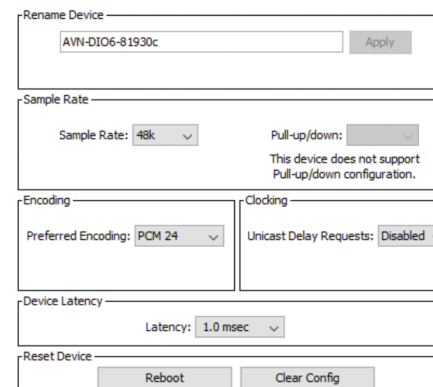 Rename Device
AVN-DIO6-81930c
Apply
Sample Rate
Sample Rate: 48k
Pull-up/down:
This device does not support
Pull-up/down configuration.
Encoding
Preferred Encoding: PCM 24
Clocking
Unicast Delay Requests: Disabled
Device Latency
Latency: 1.0 msec
Reset Device
Reboot
Clear Config